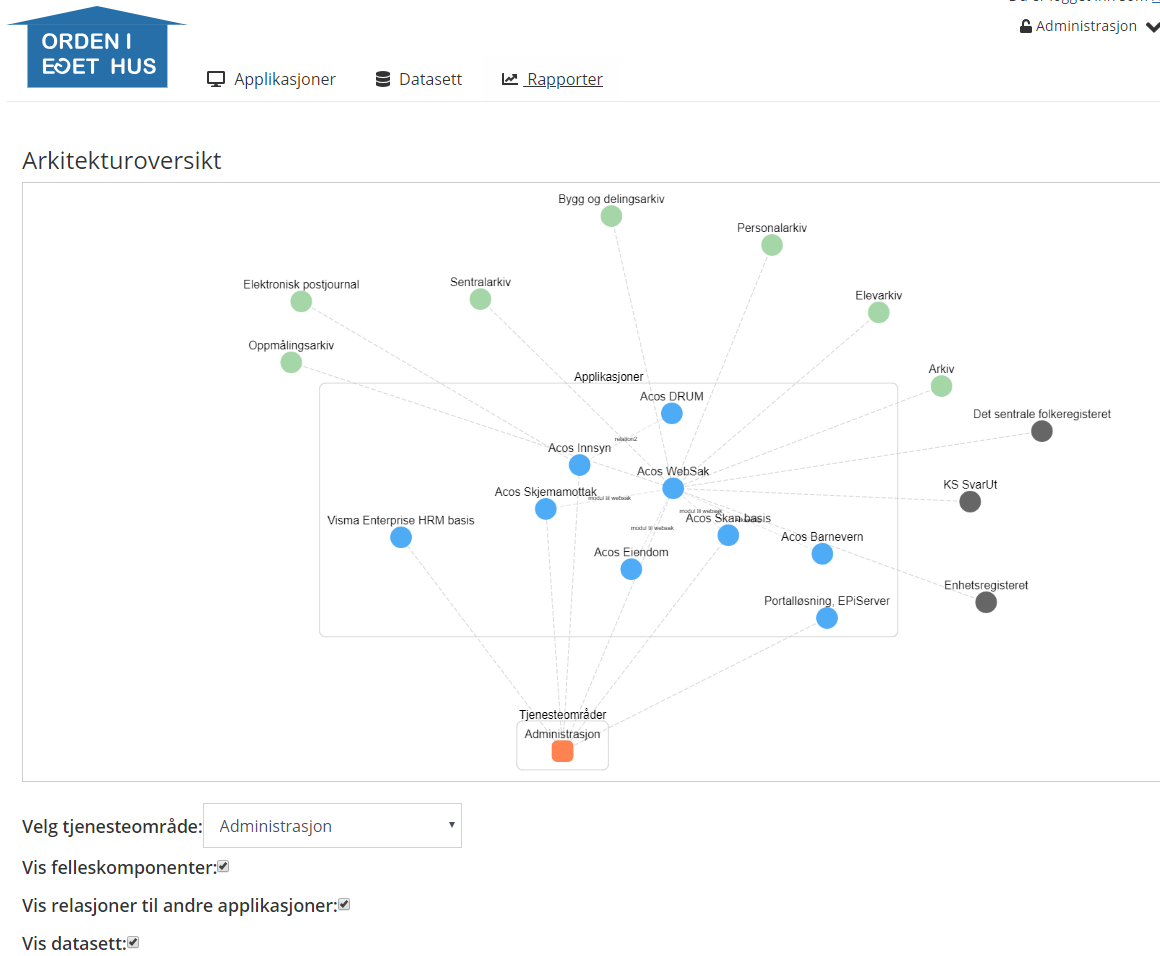 Administrasjon
ORDEN I
EGET HUS
Applikasjoner
Datasett
Rapporter
Arkitekturoversikt
Bygg og delingsarkiv
Personalarkiv
Elektronisk postjournal
Sentralarkiv
Elevarkiv
Oppmålingsarkiv
Arkiv
Applikasjoner
Acos DRUM
Det sentrale folkeregisteret
relation2
Acos Innsyn
Acos WebSak
KS SvarUt
Acos Skjemamottak
modul til websak
modul til websak
Visma Enterprise HRM basis
Acos Skan basis
modul til websak
Acos Barnevern
Acos Eiendom
Enhetsregisteret
Portalløsning, EPiServer
Tjenesteområder
Administrasjon
Velg tjenesteområde:
Administrasjon
Vis felleskomponenter:
Vis relasjoner til andre applikasjoner:
Vis datasett: